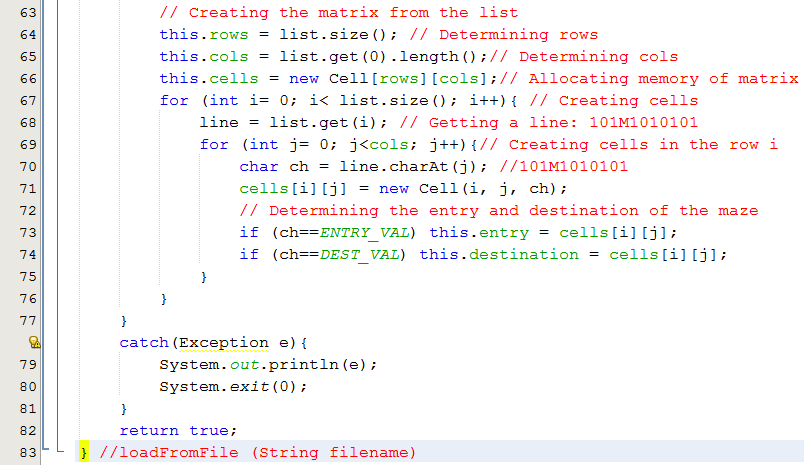 63 // Creating the matrix from the list
64 this.rows = list.size(); // Determining rows
65 this.cols = list.get(0).length();// Determining cols
66 this.cells = new Cell[rows][cols];// Allocating memory of matrix
67 for (int i= 0; i< list.size(); i++){ // Creating cells
68 line = list.get(i); // Getting a line: 101M1010101
69 for (int j= 0; j<cols; j++){// Creating cells in the row i
70 char ch = line.charAt(j); //101M1010101
71 cells[i][j] = new Cell(i, j, ch);
72 // Determining the entry and destination of the maze
73 if (ch==ENTRY_VAL) this.entry = cells[i][j];
74 if (ch==DEST_VAL) this.destination = cells[i][j];
75 }
76 }
77 }
catch(Exception e){
79 System.out.println(e);
80 System.exit(0);
81 }
82 return true;
83 } //loadFromFile (String filename)